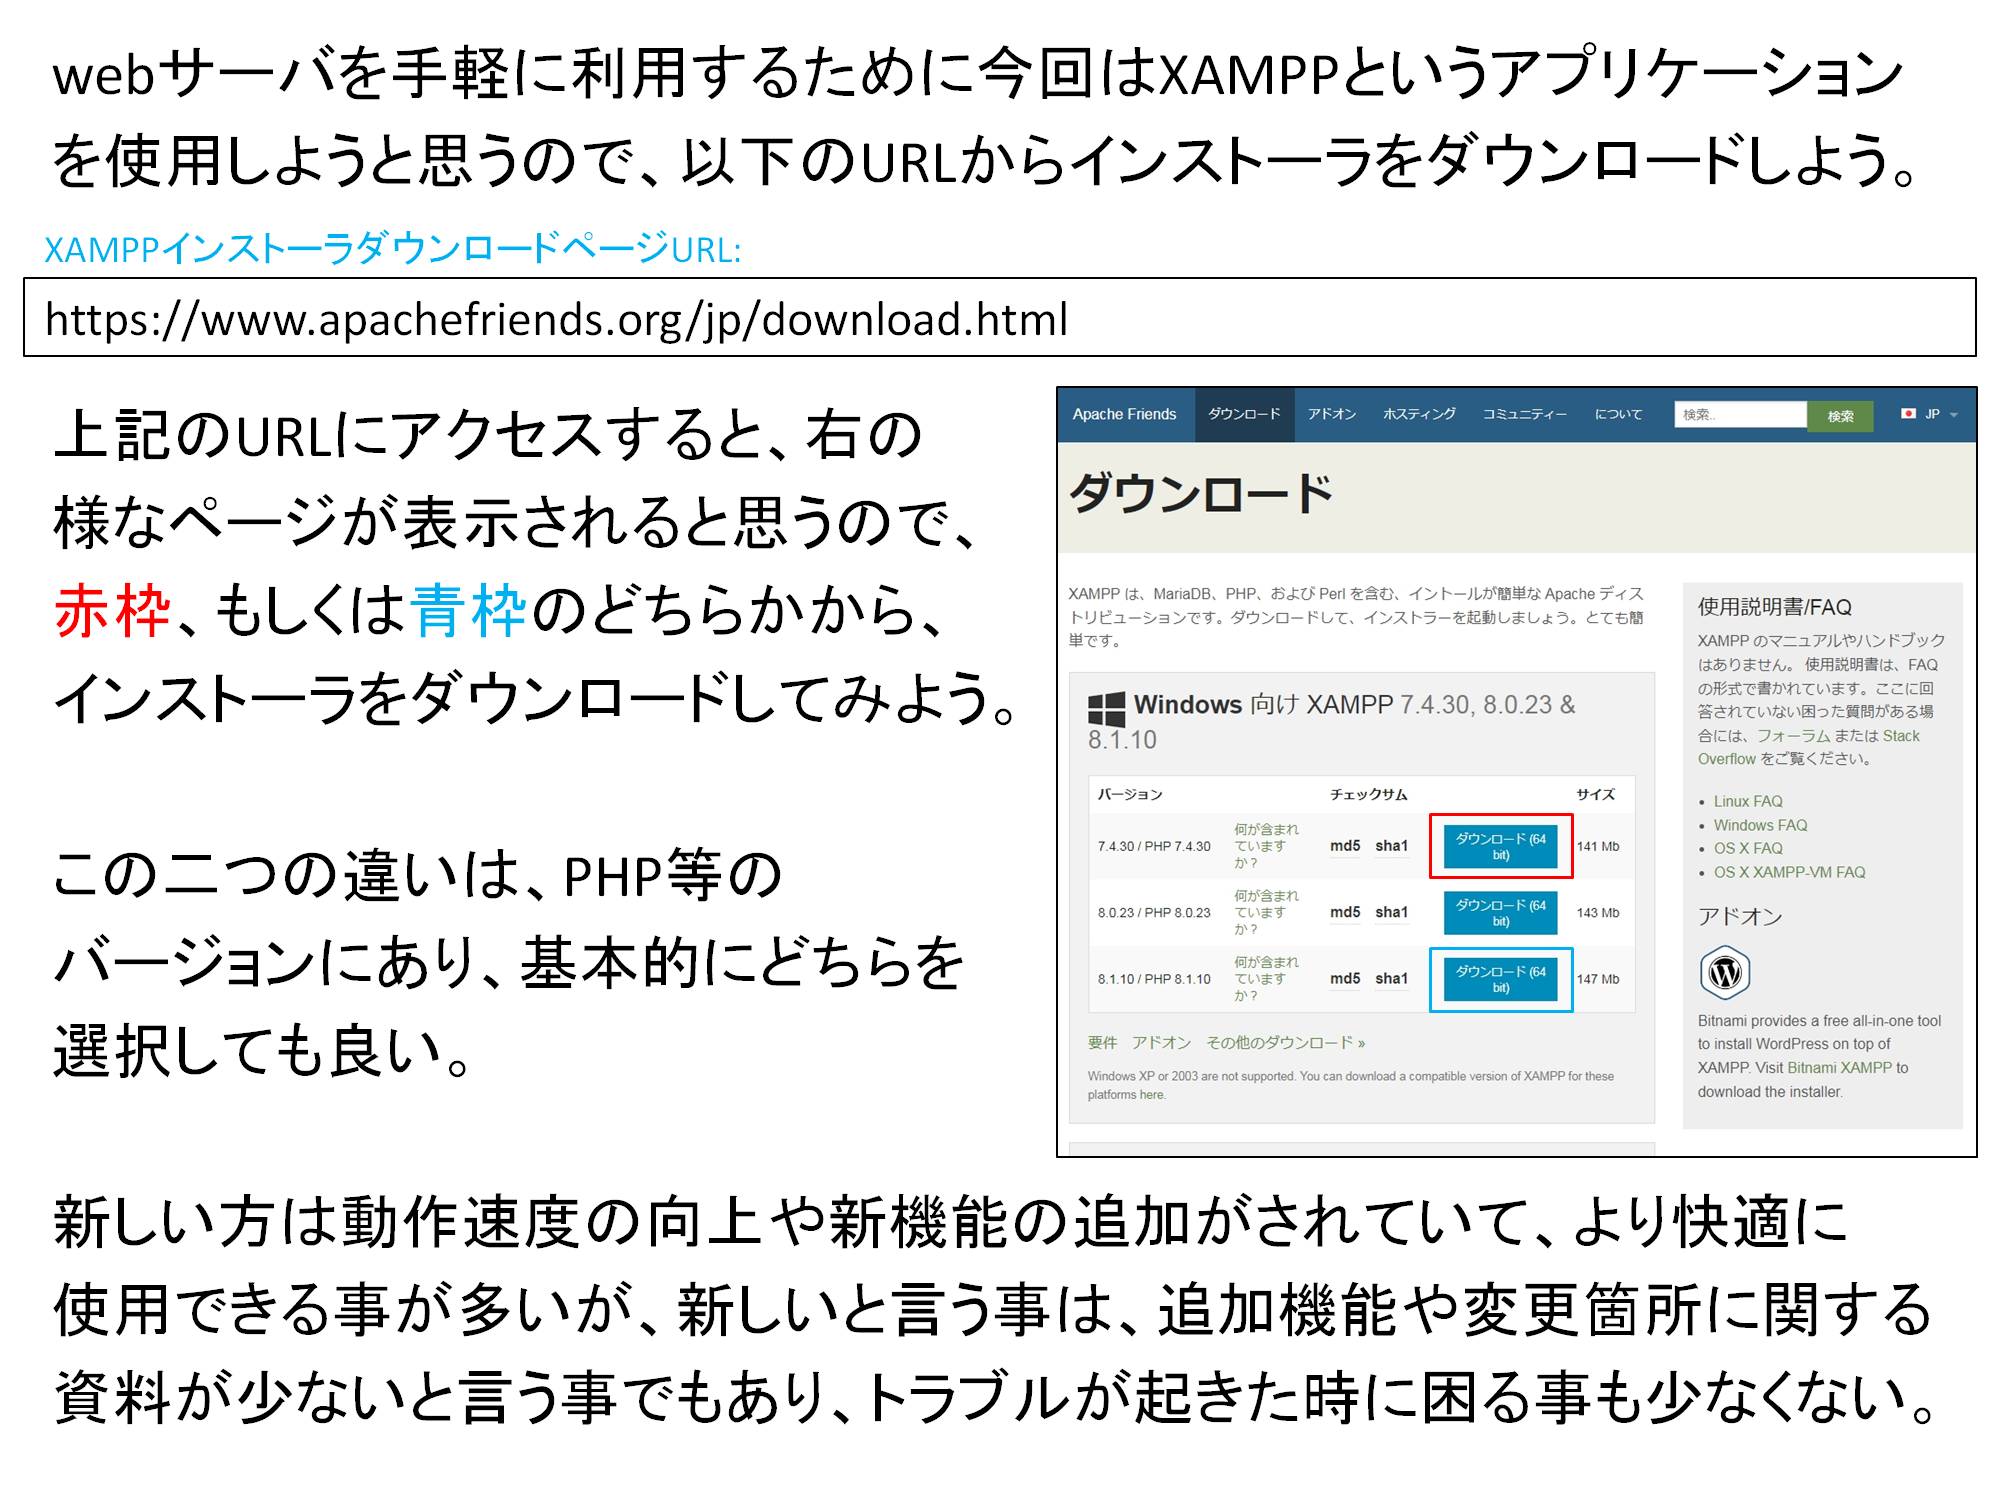 webサーバを手軽に利用するために今回はXAMPPというアプリケーション
を使用しようと思うので、以下のURLからインストーラをダウンロードしよう。
XAMPPインストーラダウンロードページURL:
https://www.apachefriends.org/jp/download.html
上記のURLにアクセスすると、右の
様なページが表示されると思うので、
赤枠、もしくは青枠のどちらかから、
インストーラをダウンロードしてみよう。
この二つの違いは、PHP等の
バージョンにあり、基本的にどちらを
選択しても良い。
Apache Friends ダウンロード アドオン ホスティング コミュニティー について 検索.. 検索 JP
ダウンロード
XAMPP は、MariaDB、PHP、および Perl を含む、イントールが簡単な Apache ディス
トリビューションです。ダウンロードして、インストラーを起動しましょう。とても簡
単です。
Windows 向け XAMPP 7.4.30, 8.0.23 &
8.1.10
バージョン チェックサム サイズ
7.4.30 / PHP 7.4.30 何が含まれ
ています
か？
md5 sha1 ダウンロード (64
bit)
141 Mb
8.0.23 / PHP 8.0.23 何が含まれ
ています
か？
md5 sha1 ダウンロード (64
bit)
143 Mb
8.1.10 / PHP 8.1.10 何が含まれ
ています
か？
md5 sha1 ダウンロード (64
bit)
147 Mb
要件 アドオン その他のダウンロード »
Windows XP or 2003 are not supported. You can download a compatible version of XAMPP for these
platforms here.
使用説明書/FAQ
XAMPP のマニュアルやハンドブック
はありません。 使用説明書は、FAQ
の形式で書かれています。ここに回
答されていない困った質問がある場
合には、フォーラム または Stack
Overflow をご覧ください。
• Linux FAQ
• Windows FAQ
• OS X FAQ
• OS X XAMPP-VM FAQ
アドオン
Bitnami provides a free all-in-one tool
to install WordPress on top of
XAMPP. Visit Bitnami XAMPP to
download the installer.
新しい方は動作速度の向上や新機能の追加がされていて、より快適に
使用できる事が多いが、新しいと言う事は、追加機能や変更箇所に関する
資料が少ないと言う事でもあり、トラブルが起きた時に困る事も少なくない。